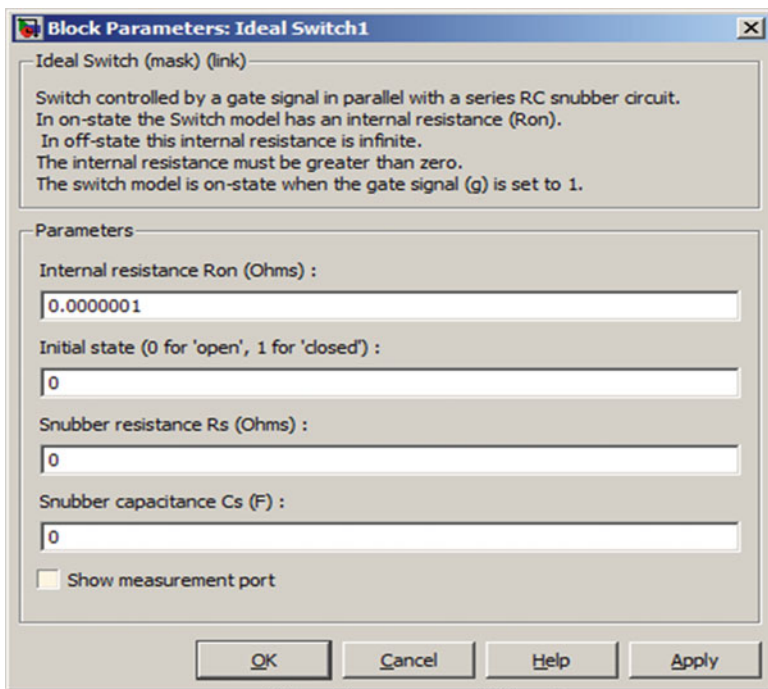 Block Parameters: Ideal Switch1
Ideal Switch (mask) (link)
Switch controlled by a gate signal in parallel with a series RC snubber circuit.
In on-state the Switch model has an internal resistance (Ron).
In off-state this internal resistance is infinite.
The internal resistance must be greater than zero.
The switch model is on-state when the gate signal (g) is set to 1.
Parameters
Internal resistance Ron (Ohms) :
0.0000001
Initial state (0 for 'open', 1 for 'closed') :
0
Snubber resistance Rs (Ohms) :
0
Snubber capacitance Cs (F) :
0
Show measurement port
OK Cancel Help Apply